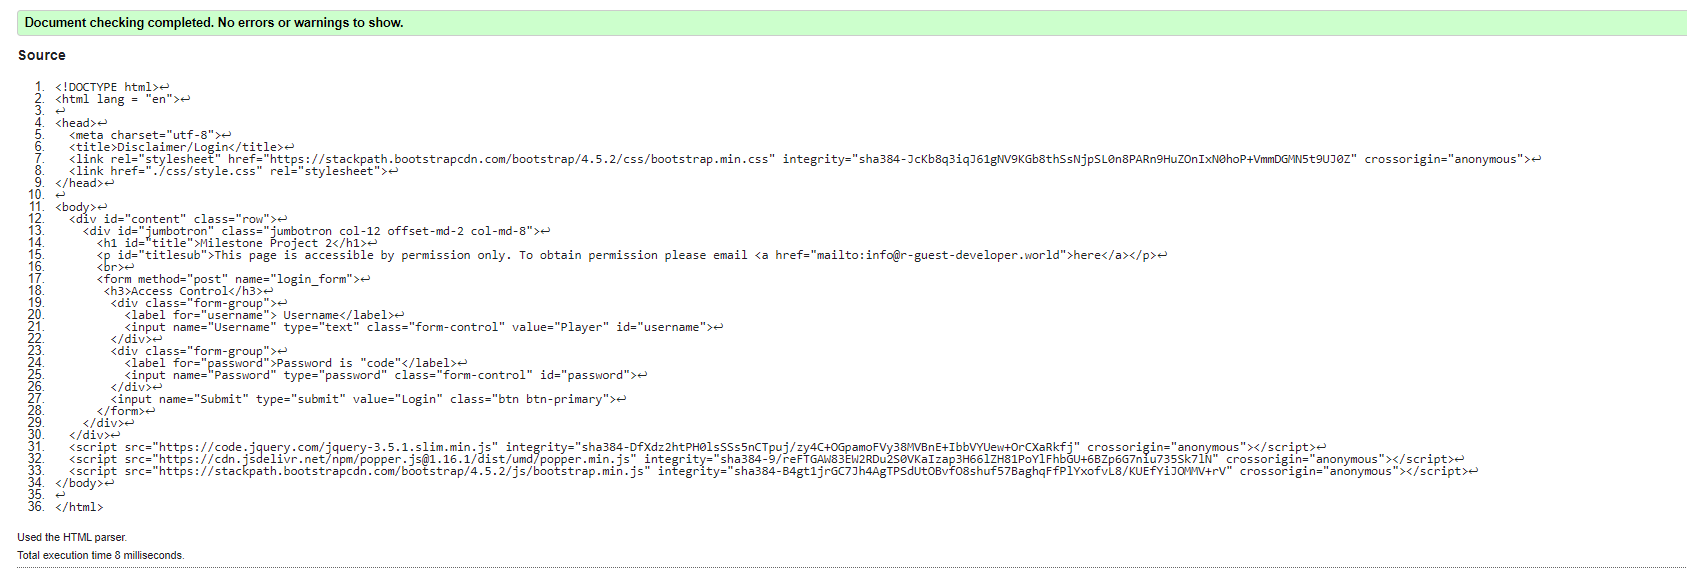 Document checking completed. No errors or warnings to show.
Source
1. <!DOCTYPE html>↩
2. <html lang = "en">↩
3. ↩
4. <head>↩
5.   <meta charset="utf-8">↩
6.   <title>Disclaimer/Login</title>↩
7.   <link rel="stylesheet" href="https://stackpath.bootstrapcdn.com/bootstrap/4.5.2/css/bootstrap.min.css" integrity="sha384-JcKb8q3iqJ61gNV9KGb8thSsNjpSL0n8PARn9HuZOnIxN0hoP+VmmDGMN5t9UJ0Z" crossorigin="anonymous">↩
8.   <link href="./css/style.css" rel="stylesheet">↩
9. </head>↩
10. ↩
11. <body>↩
12.   <div id="content" class="row">↩
13.     <div id="jumbotron" class="jumbotron col-12 offset-md-2 col-md-8">↩
14.       <h1 id="title">Milestone Project 2</h1>↩
15.       <p id="titlesub">This page is accessible by permission only. To obtain permission please email <a href="mailto:info@r-guest-developer.world">here</a></p>↩
16.       <br>↩
17.       <form method="post" name="login_form">↩
18.        <h3>Access Control</h3>↩
19.         <div class="form-group">↩
20.           <label for="username"> Username</label>↩
21.           <input name="Username" type="text" class="form-control" value="Player" id="username">↩
22.         </div>↩
23.         <div class="form-group">↩
24.           <label for="password">Password is "code"</label>↩
25.           <input name="Password" type="password" class="form-control" id="password">↩
26.         </div>↩
27.         <input name="Submit" type="submit" value="Login" class="btn btn-primary">↩
28.       </form>↩
29.     </div>↩
30.   </div>↩
31.   <script src="https://code.jquery.com/jquery-3.5.1.slim.min.js" integrity="sha384-DfXdz2htPH0lsSSs5nCTpuj/zy4C+OGpamoFVy38MVBnE+IbbVYUew+OrCXaRkfj" crossorigin="anonymous"></script>↩
32.   <script src="https://cdn.jsdelivr.net/npm/popper.js@1.16.1/dist/umd/popper.min.js" integrity="sha384-9/reFTGAW83EW2RDu2S0VKaIzap3H66lZH81PoYlFhbGU+6BZp6G7niu735Sk7lN" crossorigin="anonymous"></script>↩
33.   <script src="https://stackpath.bootstrapcdn.com/bootstrap/4.5.2/js/bootstrap.min.js" integrity="sha384-B4gt1jrGC7Jh4AgTPSdUtOBvfO8shuf57BaghqFfPlYxofvL8/KUEfYiJOMMV+rV" crossorigin="anonymous"></script>↩
34. </body>↩
35. ↩
36. </html>
Used the HTML parser.
Total execution time 8 milliseconds.